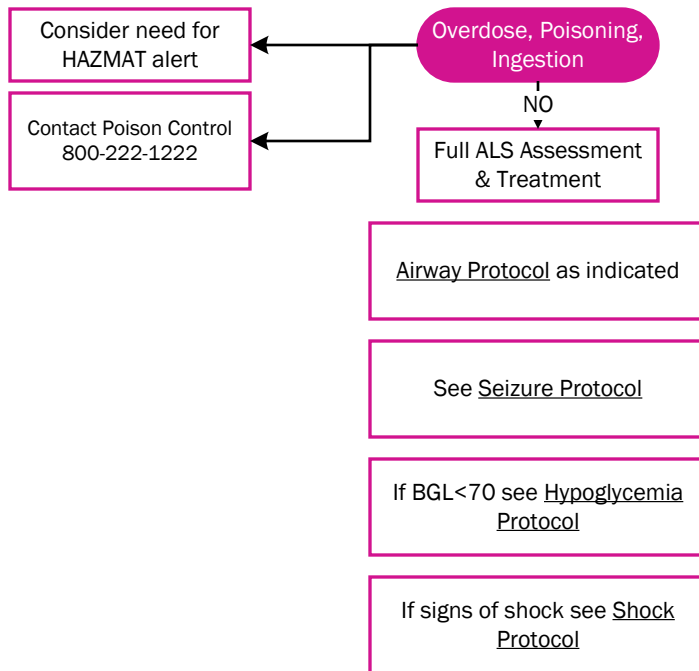 Consider need for
HAZMAT alert
Overdose, Poisoning,
Ingestion
Contact Poison Control
800-222-1222
NO
Full ALS Assessment
& Treatment
Airway Protocol as indicated
See Seizure Protocol
If BGL<70 see Hypoglycemia
Protocol
If signs of shock see Shock
Protocol